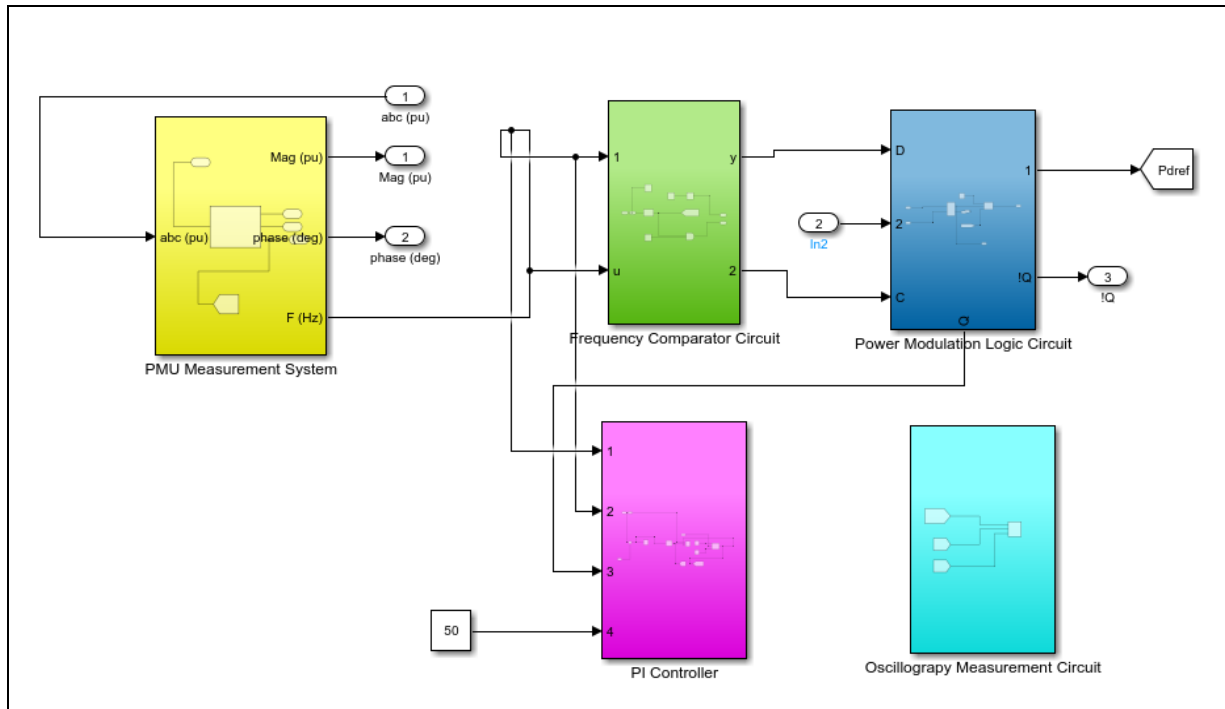 1
abc (pu)
Mag (pu)
1
Mag (pu)
abc (pu)
phase (deg)
2
phase (deg)
F (Hz)
PMU Measurement System
1
y
u
2
Frequency Comparator Circuit
D
1
2
In2
2
C
!Q
Q
3
!Q
Pdref
Power Modulation Logic Circuit
1
2
3
4
50
PI Controller
Oscillograpy Measurement Circuit